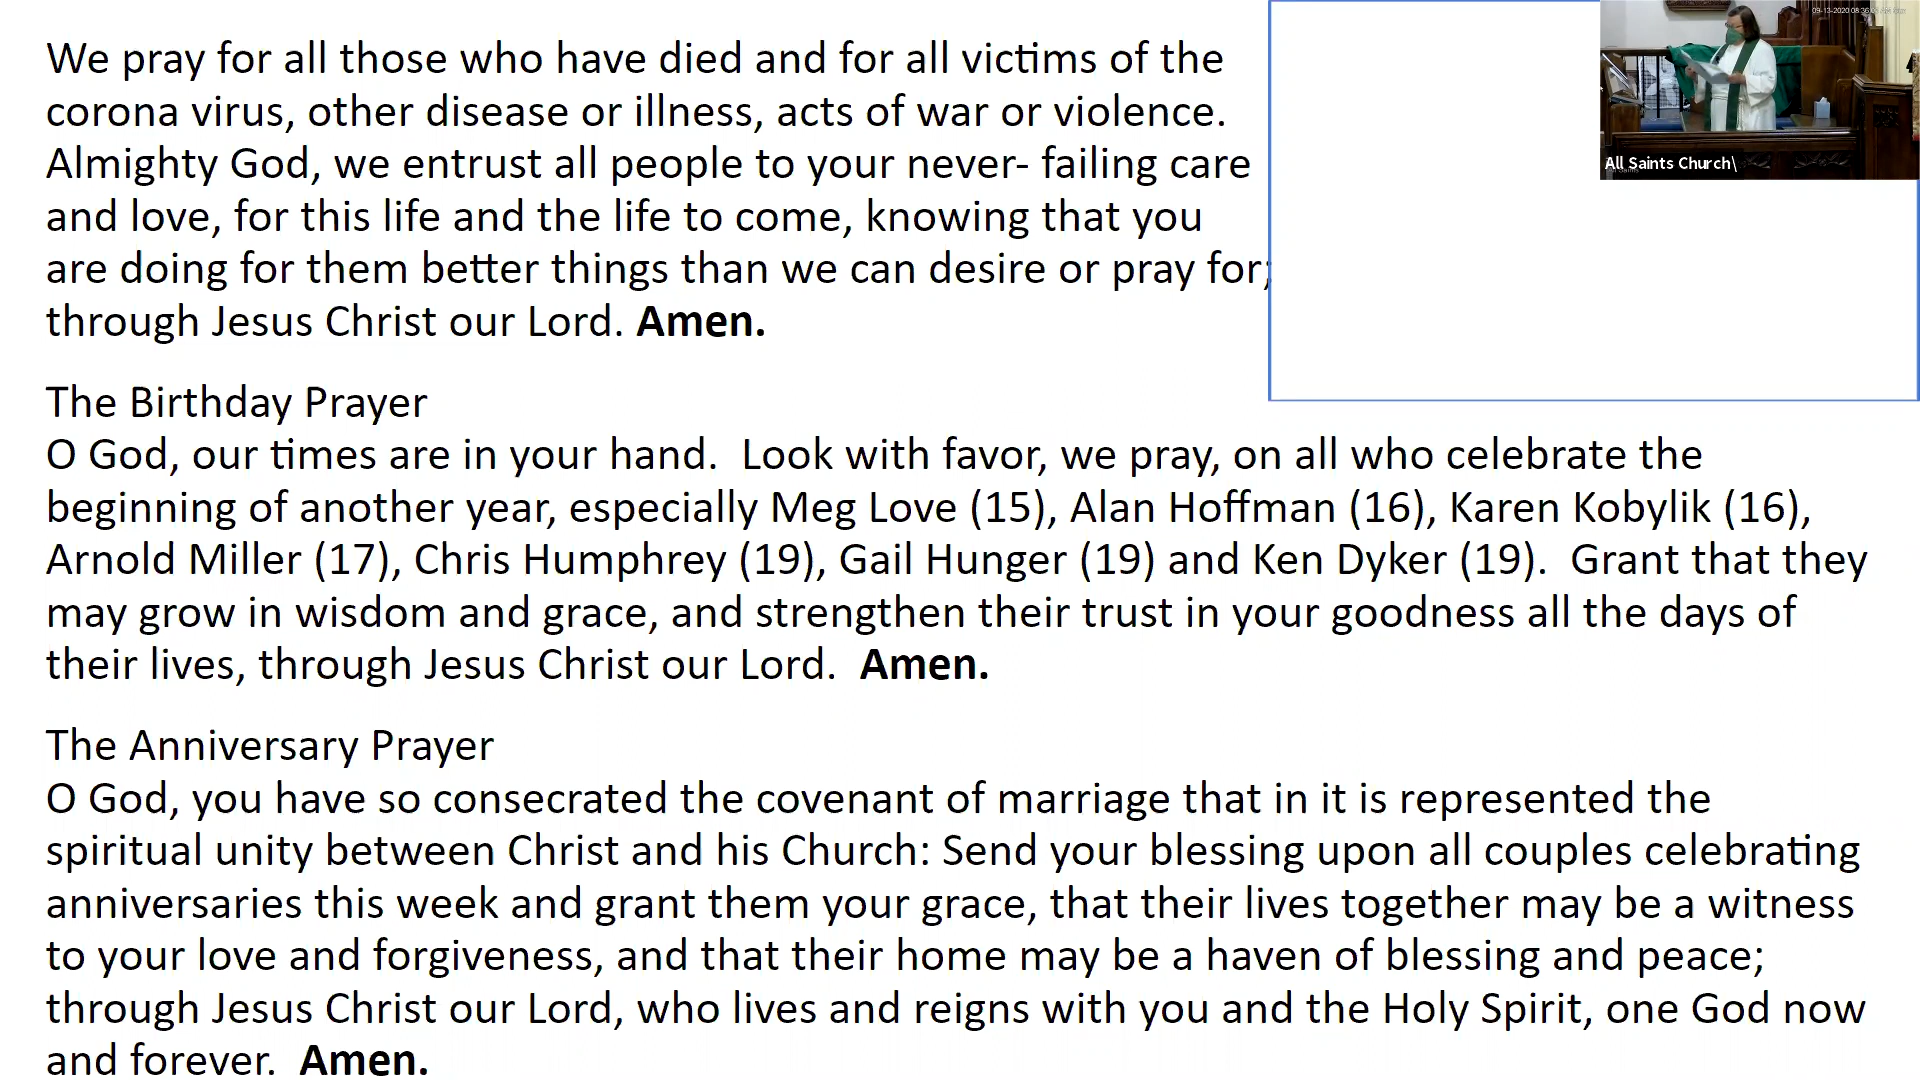 We pray for all those who have died and for all victims of the
corona virus, other disease or illness, acts of war or violence.
Almighty God, we entrust all people to your never- failing care
and love, for this life and the life to come, knowing that you
are doing for them better things than we can desire or pray for;
through Jesus Christ our Lord. Amen.
The Birthday Prayer
O God, our times are in your hand.  Look with favor, we pray, on all who celebrate the
beginning of another year, especially Meg Love (15), Alan Hoffman (16), Karen Kobylik (16),
Arnold Miller (17), Chris Humphrey (19), Gail Hunger (19) and Ken Dyker (19).  Grant that they
may grow in wisdom and grace, and strengthen their trust in your goodness all the days of
their lives, through Jesus Christ our Lord.  Amen.
The Anniversary Prayer
O God, you have so consecrated the covenant of marriage that in it is represented the
spiritual unity between Christ and his Church: Send your blessing upon all couples celebrating
anniversaries this week and grant them your grace, that their lives together may be a witness
to your love and forgiveness, and that their home may be a haven of blessing and peace;
through Jesus Christ our Lord, who lives and reigns with you and the Holy Spirit, one God now
and forever.  Amen.
09-13-2020
All Saints Church\